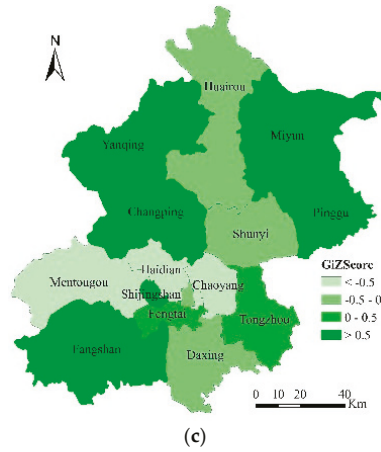 N
Huairou
Yanqing
Miyun
Changping
Pinggu
Shunyi
GiZScore
< -0.5
-0.5 - 0
0 - 0.5
> 0.5
Haidian
Mentougou
Chaoyang
Shijingshan
Fengtai
Tongzhou
Fangshan
Daxing
0 10 20 40
Km
(c)